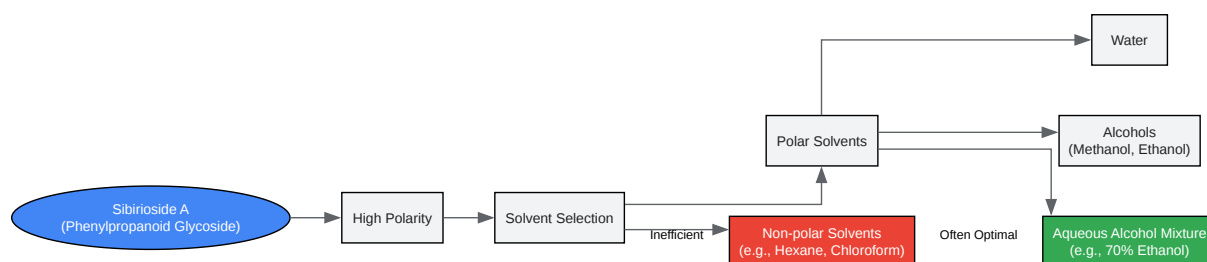 Water
Polar Solvents
Alcohols
(Methanol, Ethanol)
Sibirioside A
(Phenylpropanoid Glycoside)
High Polarity
Solvent Selection
Inefficient
Non-polar Solvents
(e.g., Hexane, Chloroform)
Often Optimal
Aqueous Alcohol Mixture
(e.g., 70% Ethanol)